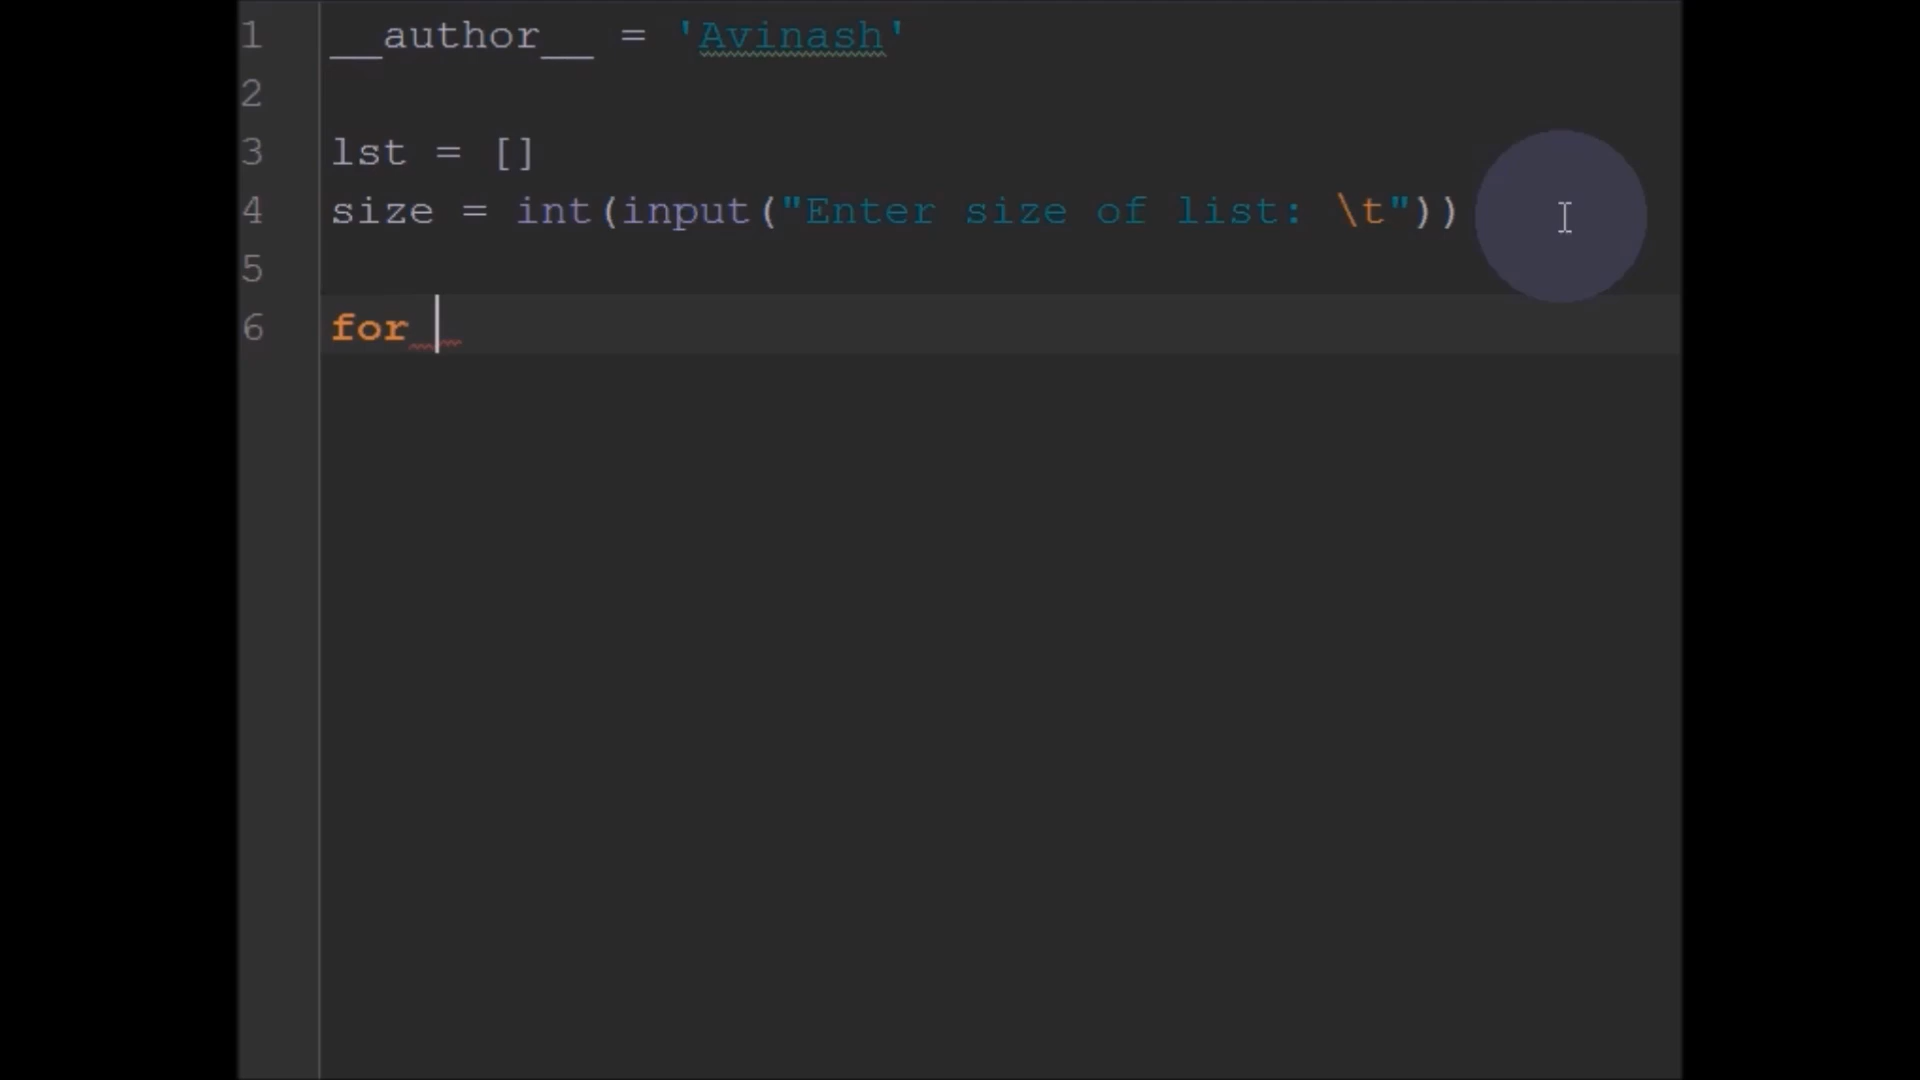 1 __author__ = 'Avinash'
2
3 lst = []
4 size = int(input("Enter size of list: \t"))
5
6 for